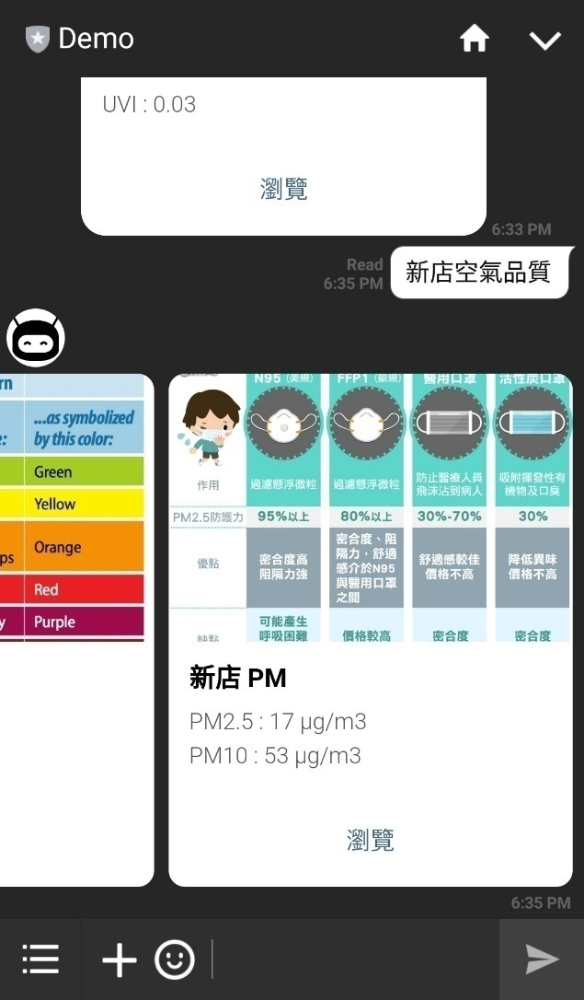 Demo
UVI : 0.03
瀏覽
6:33 PM
Read
6:35 PM
新店空氣品質
rn
...as symbolized
by this color:
e:
Green
Yellow
ps
Orange
Red
y
Purple
N95 (美規)
FFP1 (歐規)
醫用口罩
活性炭口罩
作用
過濾懸浮微粒
過濾懸浮微粒
防止醫療人員
飛沫沾到病人
吸附揮發性有
機物及口臭
PM2.5防護力
95%以上
80%以上
30%-70%
30%
優點
密合度高
阻隔力強
密合度、阻
隔力,舒適
感介於N95
與醫用口罩
之間
舒適感較佳
價格不高
降低異味
價格不高
缺點
可能產生
呼吸困難
價格較高
密合度
密合度
新店 PM
PM2.5 : 17 μg/m3
PM10 : 53 μg/m3
瀏覽
6:35 PM